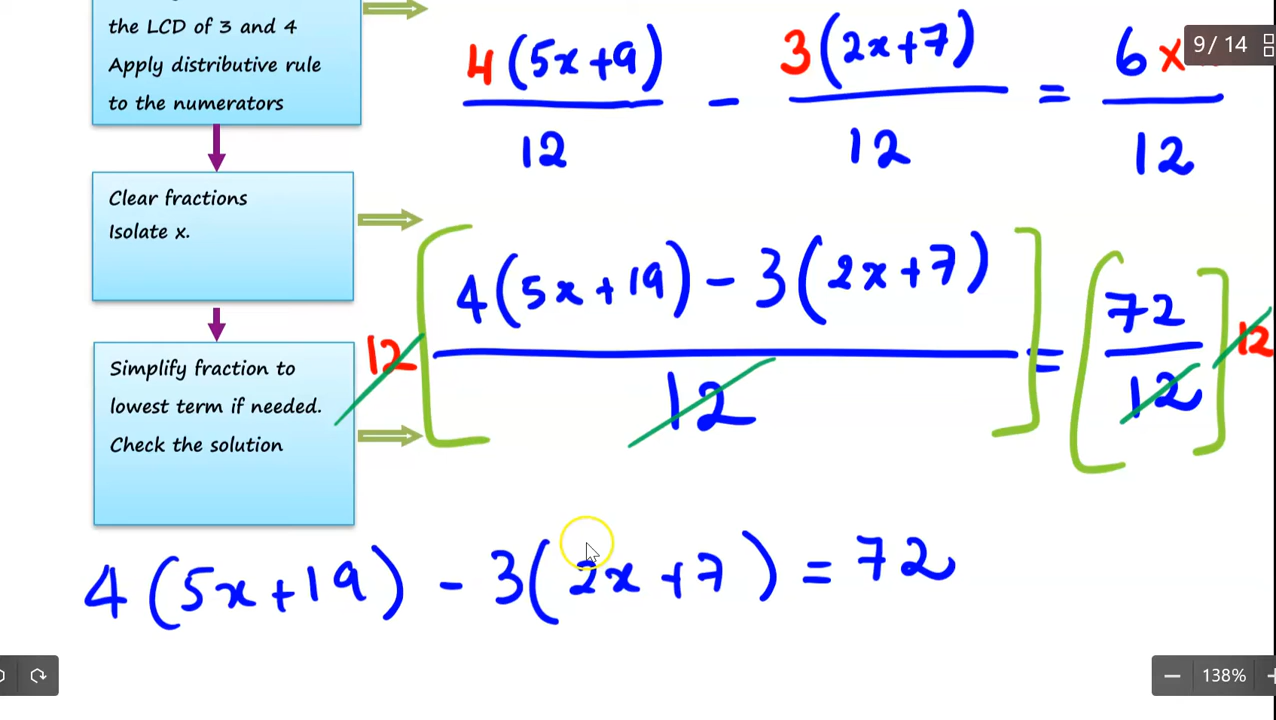 the LCD of 3 and 4
Apply distributive rule
to the numerators
4(5x+9)/12 - 3(2x+7)/12 = 6x/12
9 / 14
Clear fractions
Isolate x.
12 [ 4(5x+19) - 3(2x+7) / 12 ] = [ 72 / 12 ] 12
Simplify fraction to
lowest term if needed.
Check the solution
4(5x+19) - 3(2x+7) = 72
138%